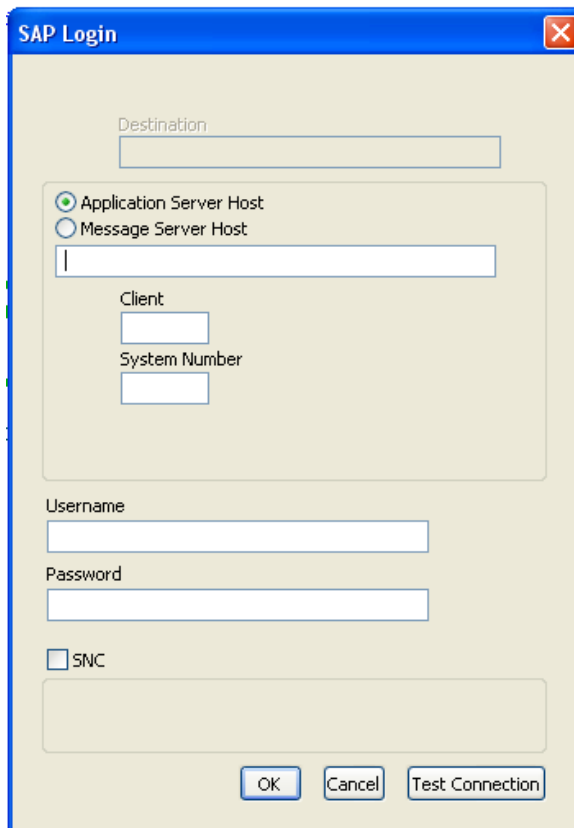 SAP Login
Destination
Application Server Host
Message Server Host
Client
System Number
Username
Password
SNC
OK Cancel Test Connection